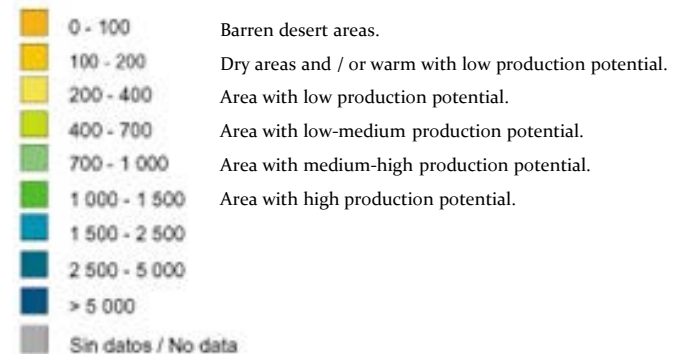 0 - 100 Barren desert areas.
100 - 200 Dry areas and / or warm with low production potential.
200 - 400 Area with low production potential.
400 - 700 Area with low-medium production potential.
700 - 1 000 Area with medium-high production potential.
1 000 - 1 500 Area with high production potential.
1 500 - 2 500
2 500 - 5 000
> 5 000
Sin datos / No data